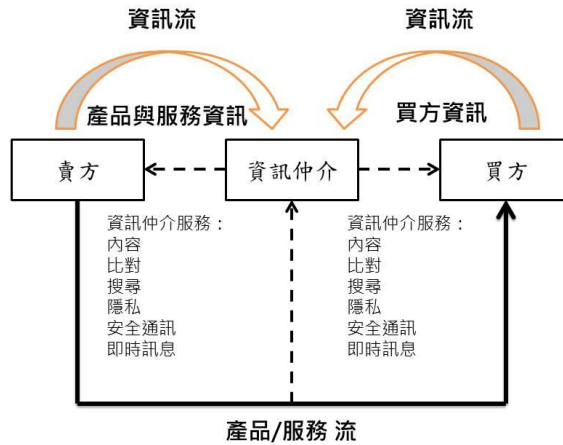 資訊流
資訊流
產品與服務資訊
買方資訊
賣方
資訊仲介
買方
資訊仲介服務：
內容
比對
搜尋
隱私
安全通訊
即時訊息
資訊仲介服務：
內容
比對
搜尋
隱私
安全通訊
即時訊息
產品/服務 流